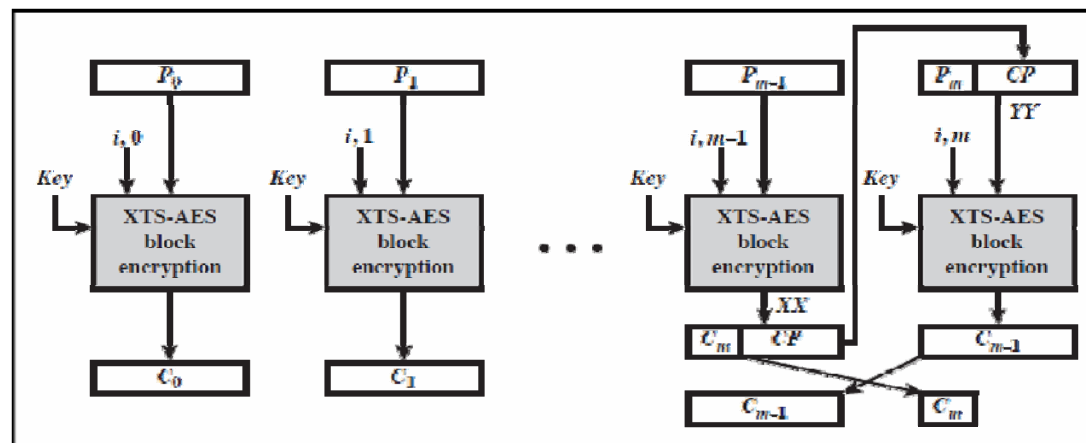 P₀ P₁ Pₘ₋₁ Pₘ CP
YY
i, 0 i, 1 i, m–1 i, m
Key Key Key Key
XTS-AES XTS-AES XTS-AES XTS-AES
block block block block
encryption encryption • • • encryption encryption
XX
Cₘ CP Cₘ₋₁
C₀ C₁
Cₘ₋₁ Cₘ